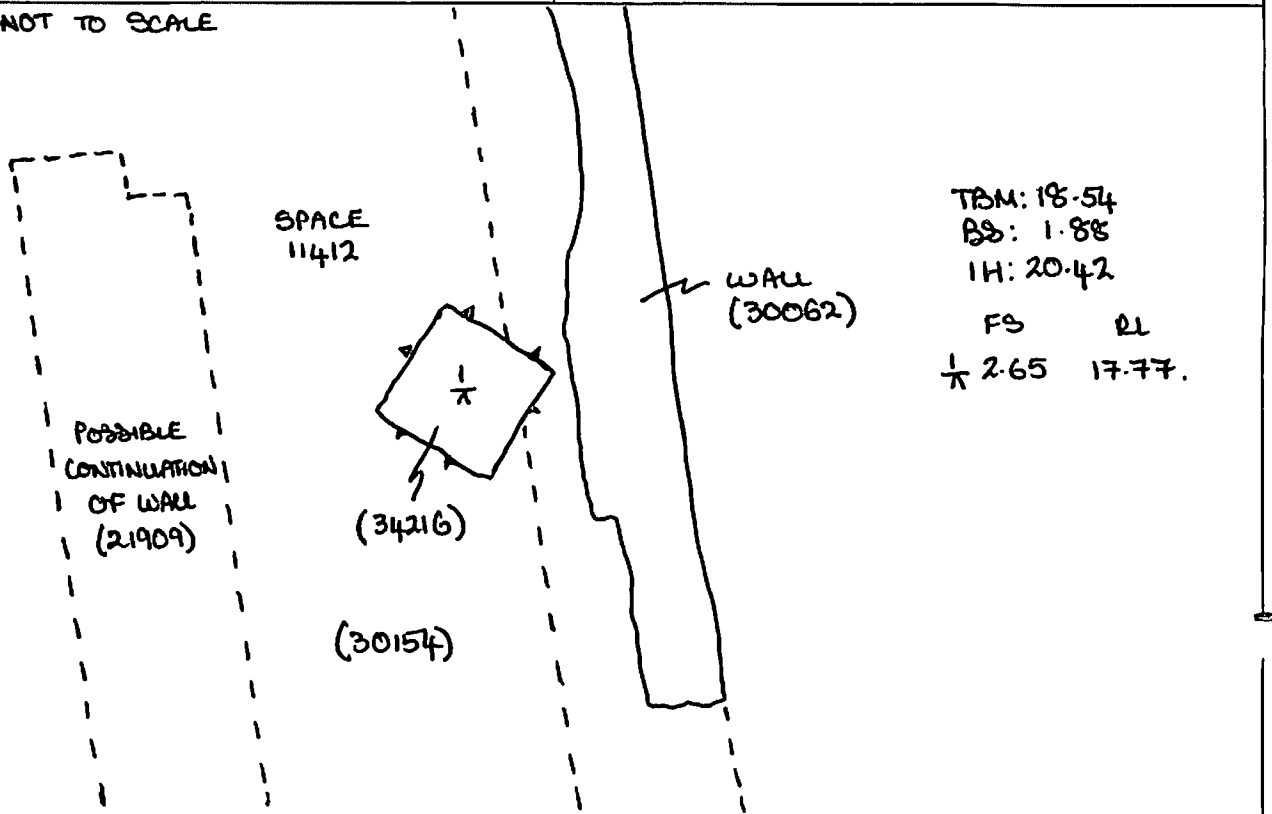 NOT TO SCALE
SPACE
11412
TBM: 18.54
BS: 1.88
IH: 20.42
FS RL
1 2.65 17.77.
WALL
(30062)
1
POSSIBLE
CONTINUATION
OF WALL
(21909)
(34216)
(30154)